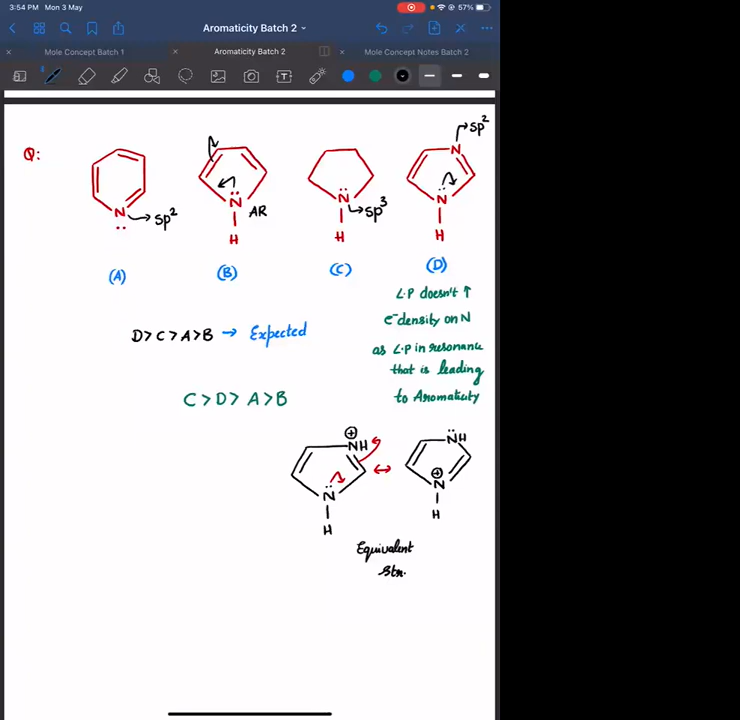 3:54 PM Mon 3 May
57%
Aromaticity Batch 2
Mole Concept Batch 1
Aromaticity Batch 2
Mole Concept Notes Batch 2
Q:
N
sp²
(A)
N
H
AR
(B)
N
sp³
H
(C)
N
sp²
N
H
(D)
L.P doesn't ↑
e⁻density on N
as L.P in resonance
that is leading
to Aromaticity
D > C > A > B → Expected
C > D > A > B
⊕
NH
N
H
↔
NH
⊕
N
H
Equivalent
Str.